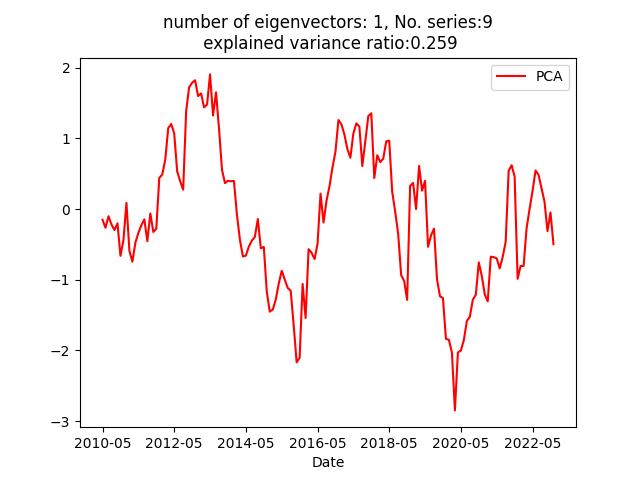 number of eigenvectors: 1, No. series:9
explained variance ratio:0.259
PCA
2
1
0
−1
−2
−3
2010-05 2012-05 2014-05 2016-05 2018-05 2020-05 2022-05
Date